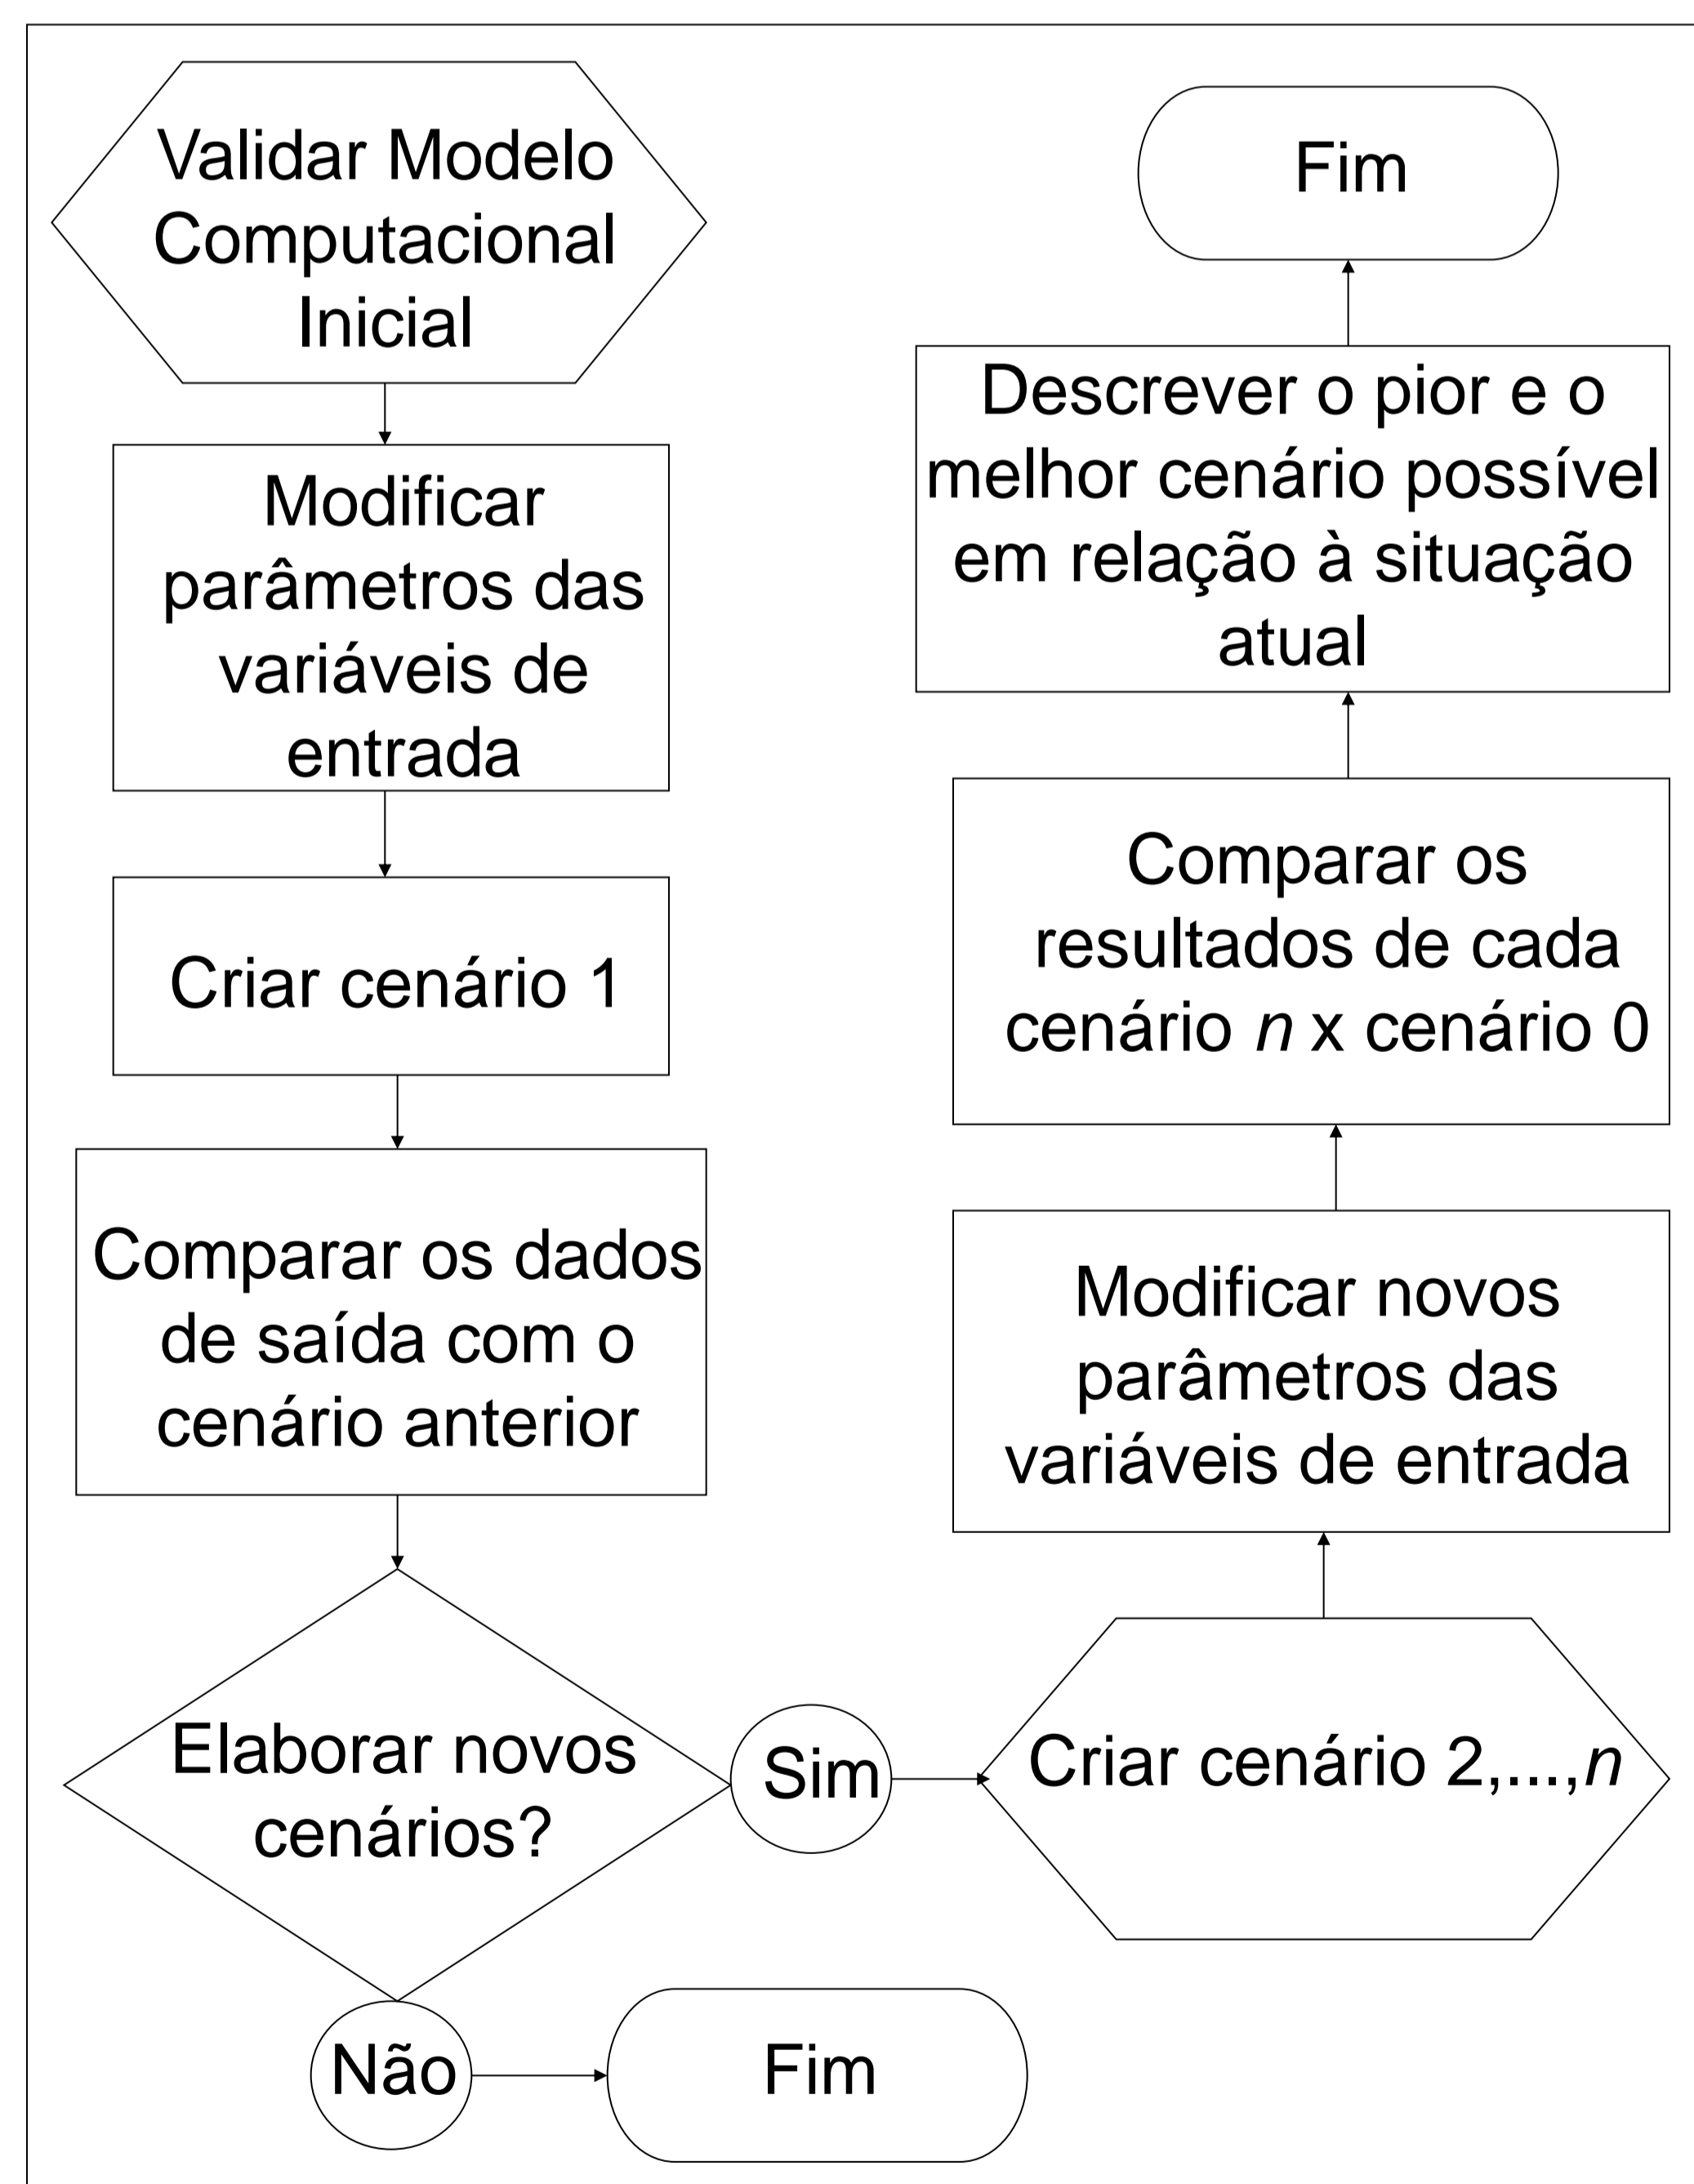 Validar Modelo
Computacional
Inicial
Modificar
parâmetros das
variáveis de
entrada
Criar cenário 1
Comparar os dados
de saída com o
cenário anterior
Elaborar novos
cenários?
Não
Fim
Sim
Criar cenário 2,...,n
Modificar novos
parâmetros das
variáveis de entrada
Comparar os
resultados de cada
cenário n x cenário 0
Descrever o pior e o
melhor cenário possível
em relação à situação
atual
Fim